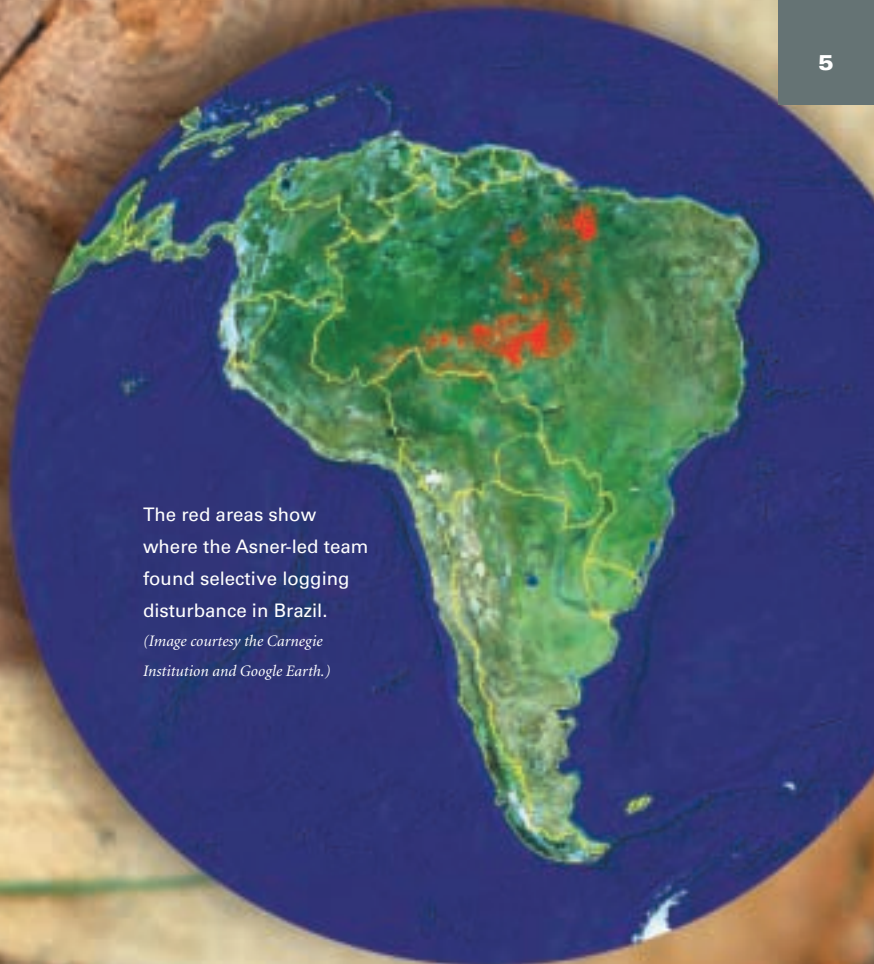 5
The red areas show
where the Asner-led team
found selective logging
disturbance in Brazil.
(Image courtesy the Carnegie
Institution and Google Earth.)